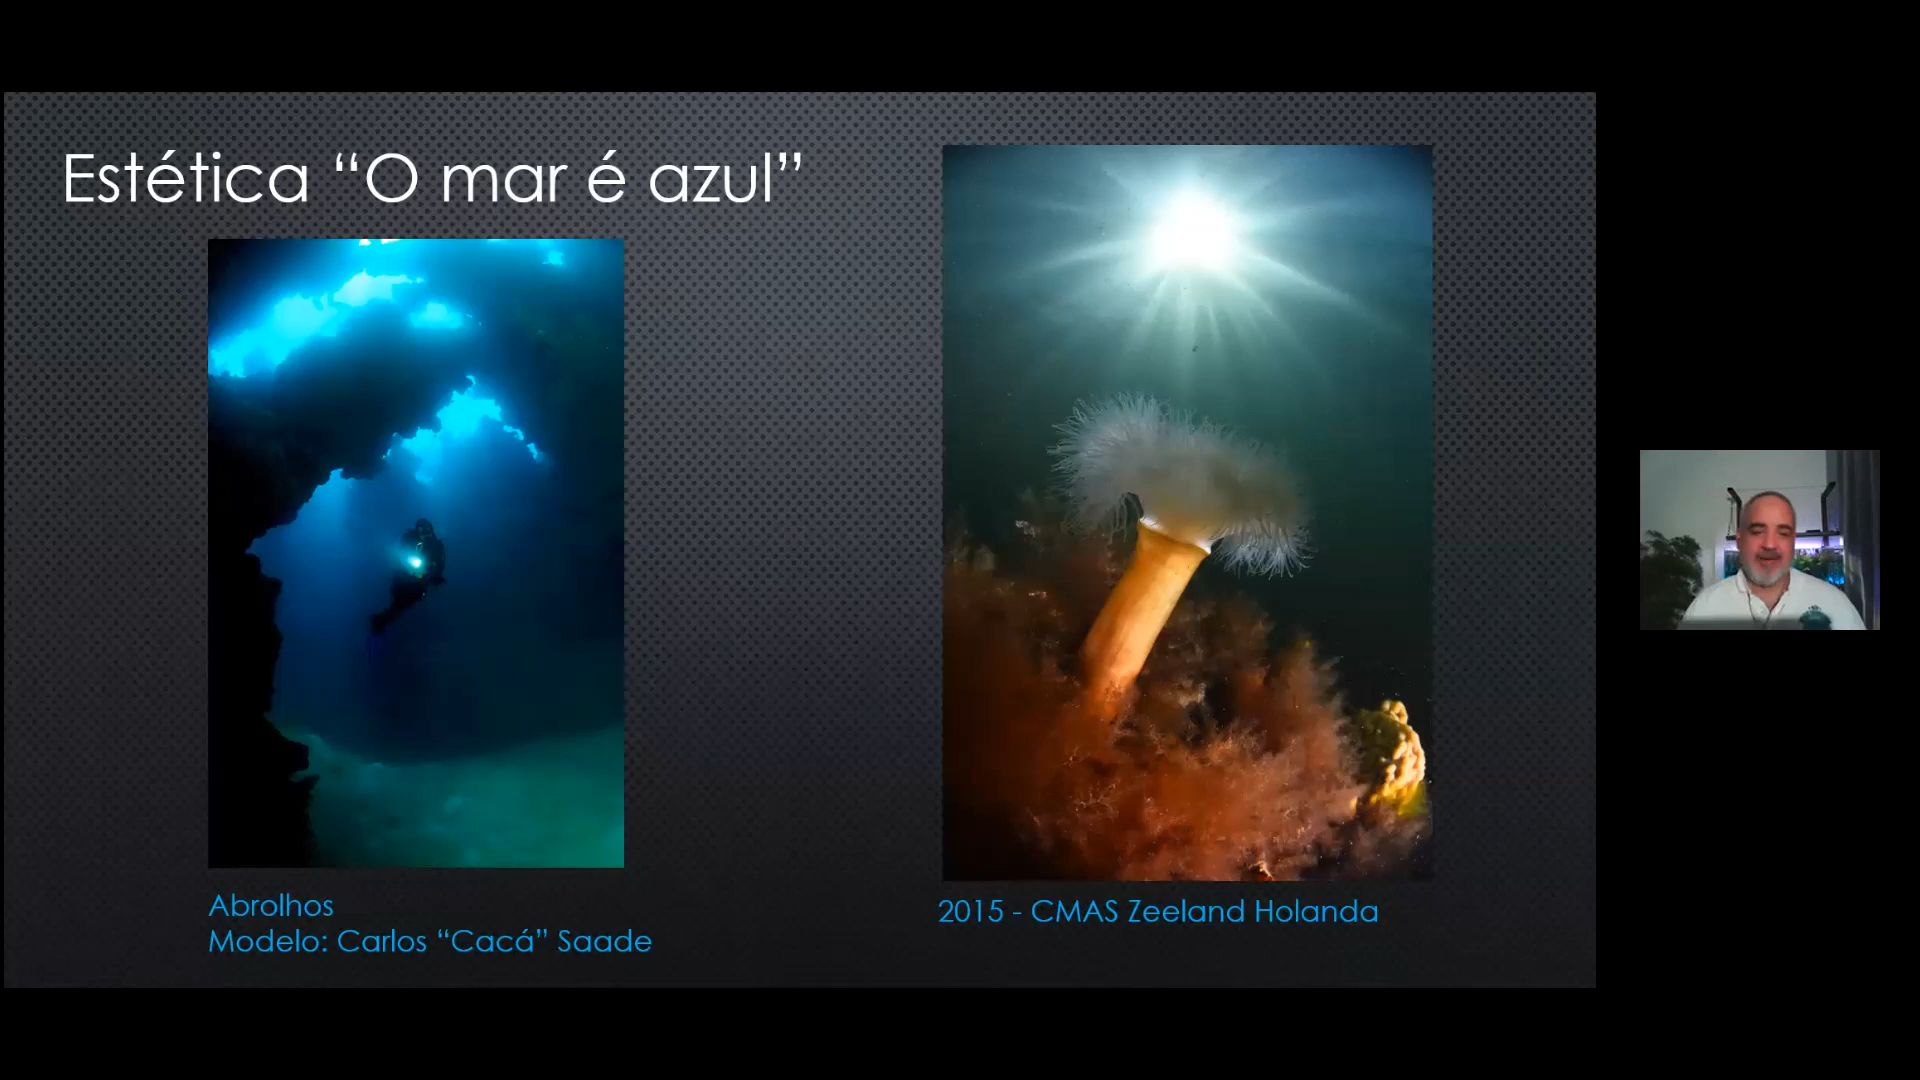 Estética “O mar é azul”
Abrolhos
Modelo: Carlos “Cacá” Saade
2015 - CMAS Zeeland Holanda